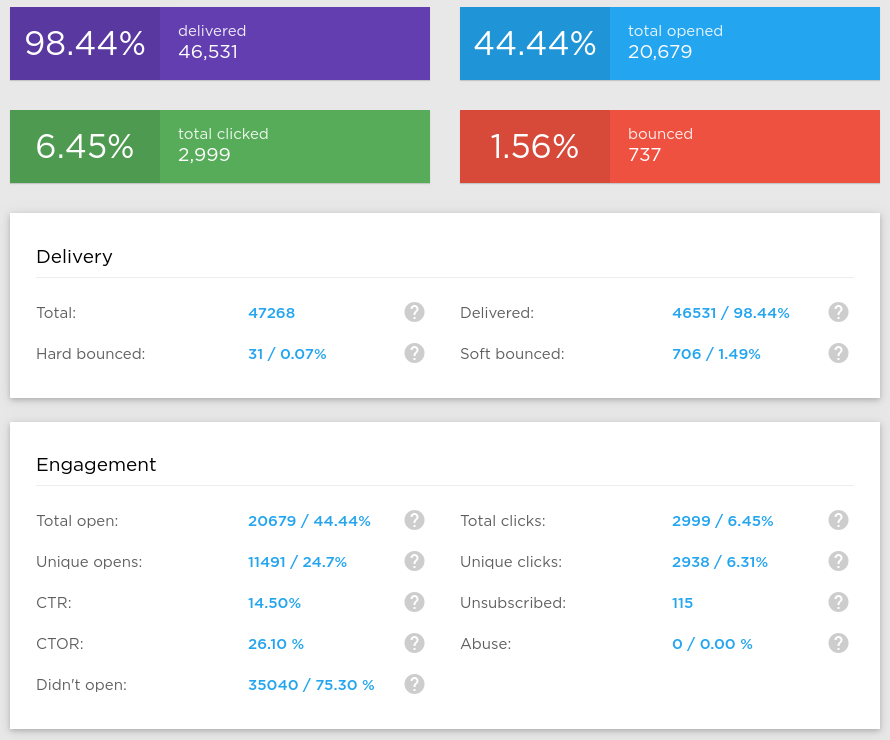 98.44%
delivered
46,531
44.44%
total opened
20,679
6.45%
total clicked
2,999
1.56%
bounced
737
Delivery
Total: 47268 ? Delivered: 46531 / 98.44% ?
Hard bounced: 31 / 0.07% ? Soft bounced: 706 / 1.49% ?
Engagement
Total open: 20679 / 44.44% ? Total clicks: 2999 / 6.45% ?
Unique opens: 11491 / 24.7% ? Unique clicks: 2938 / 6.31% ?
CTR: 14.50% ? Unsubscribed: 115 ?
CTOR: 26.10 % ? Abuse: 0 / 0.00 % ?
Didn't open: 35040 / 75.30 % ?